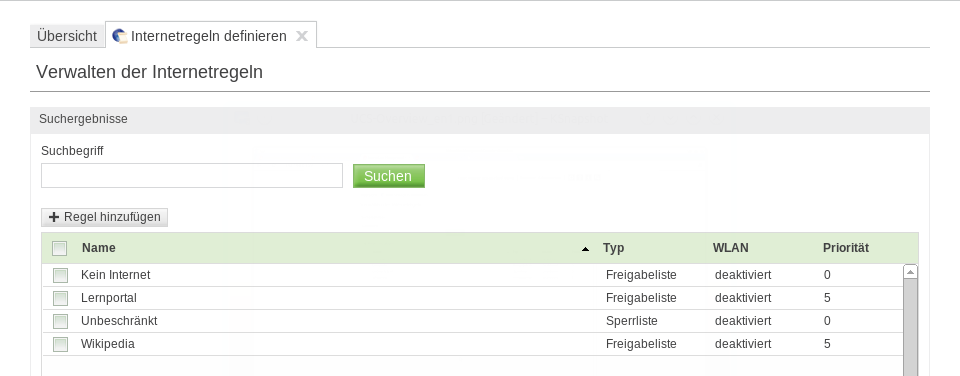 Übersicht Internetregeln definieren
Verwalten der Internetregeln
Suchergebnisse
Suchbegriff
Suchen
Regel hinzufügen
Name Typ WLAN Priorität
Kein Internet Freigabeliste deaktiviert 0
Lernportal Freigabeliste deaktiviert 5
Unbeschränkt Sperrliste deaktiviert 0
Wikipedia Freigabeliste deaktiviert 5